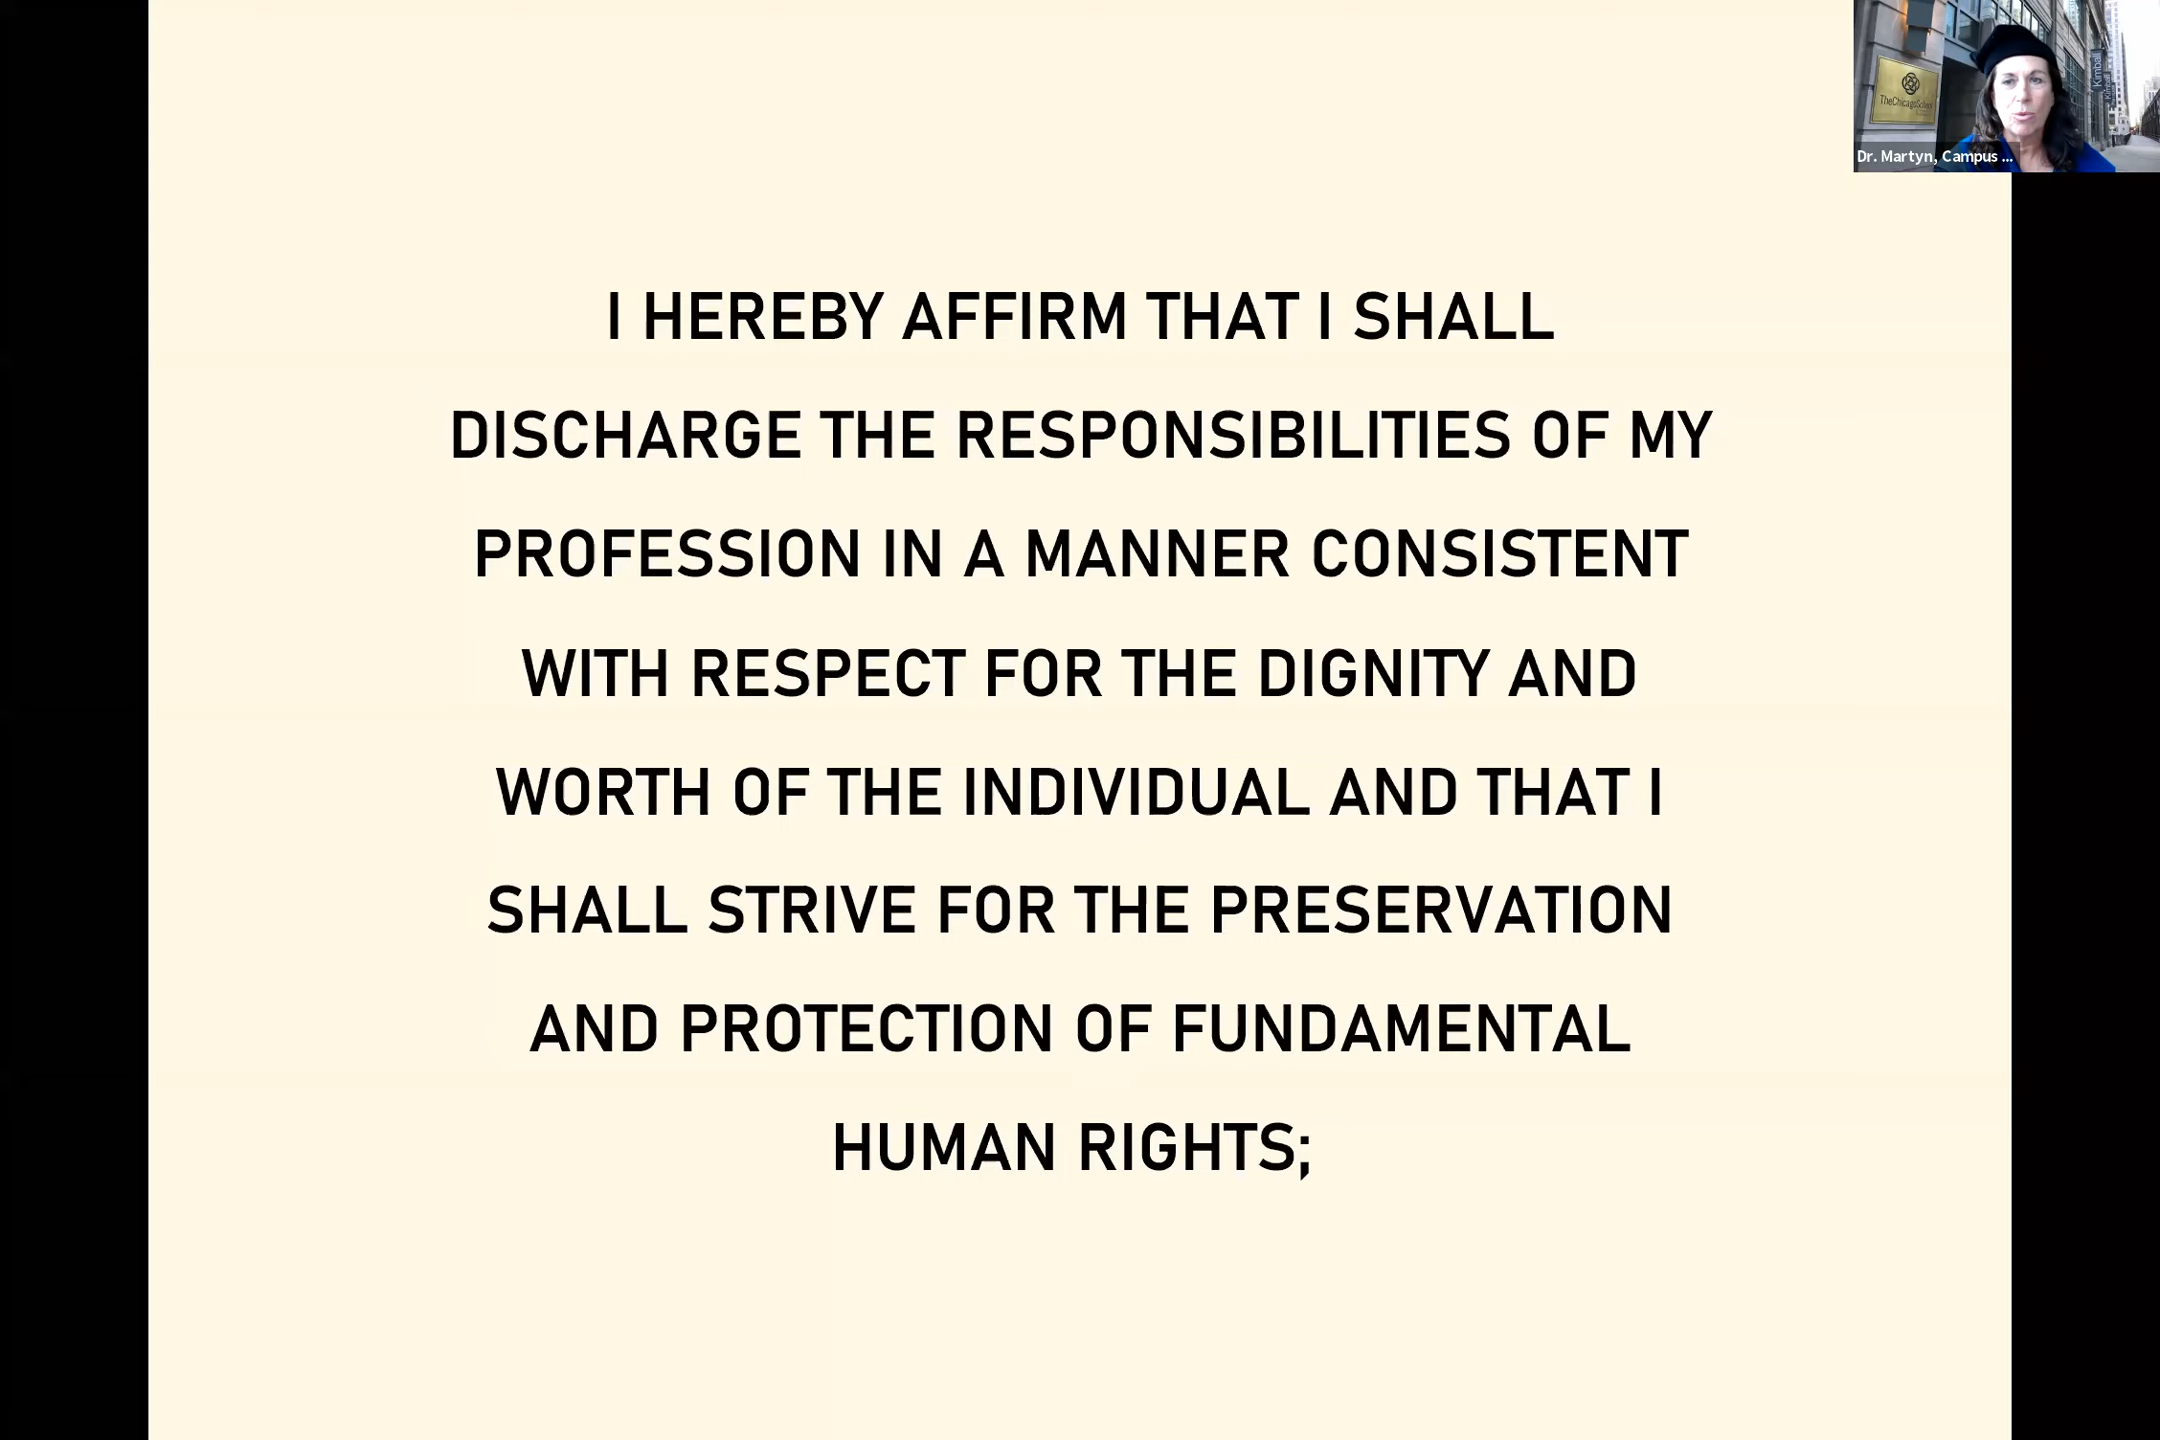 I HEREBY AFFIRM THAT I SHALL
DISCHARGE THE RESPONSIBILITIES OF MY
PROFESSION IN A MANNER CONSISTENT
WITH RESPECT FOR THE DIGNITY AND
WORTH OF THE INDIVIDUAL AND THAT I
SHALL STRIVE FOR THE PRESERVATION
AND PROTECTION OF FUNDAMENTAL
HUMAN RIGHTS;
TheChicagoSchool
Kimball
Dr. Martyn, Campus ...